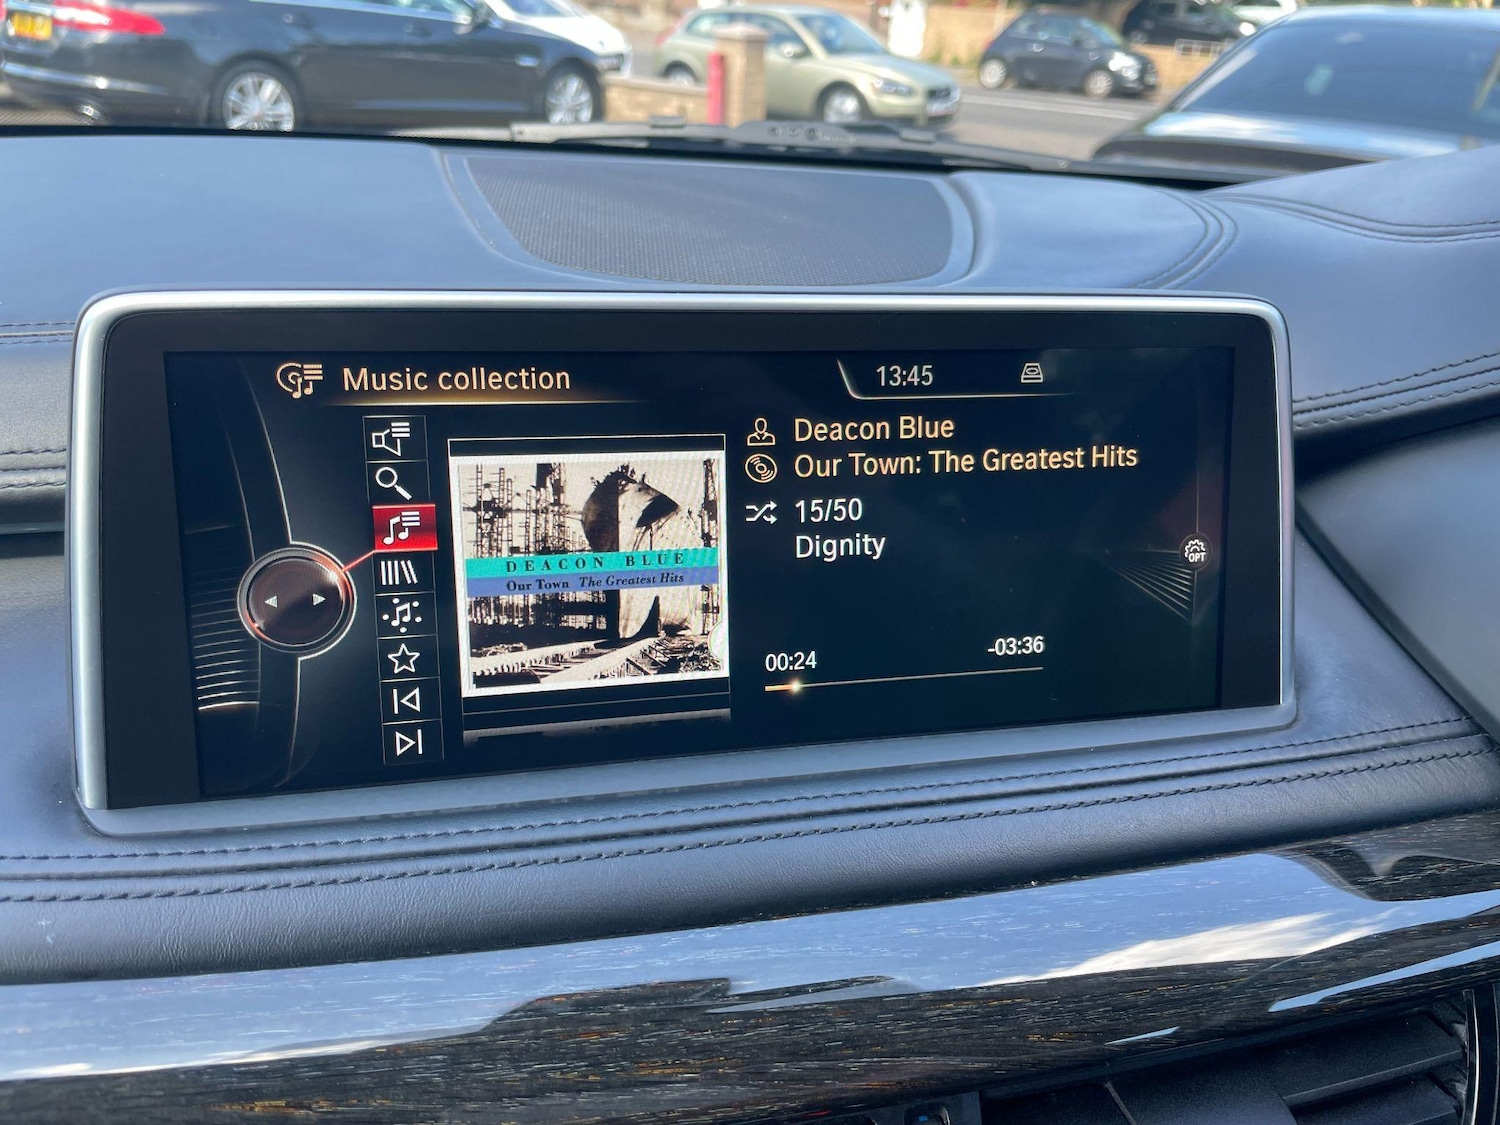 Music collection
13:45
Deacon Blue
Our Town: The Greatest Hits
15/50
Dignity
DEACON BLUE
Our Town The Greatest Hits
00:24
-03:36
OPT